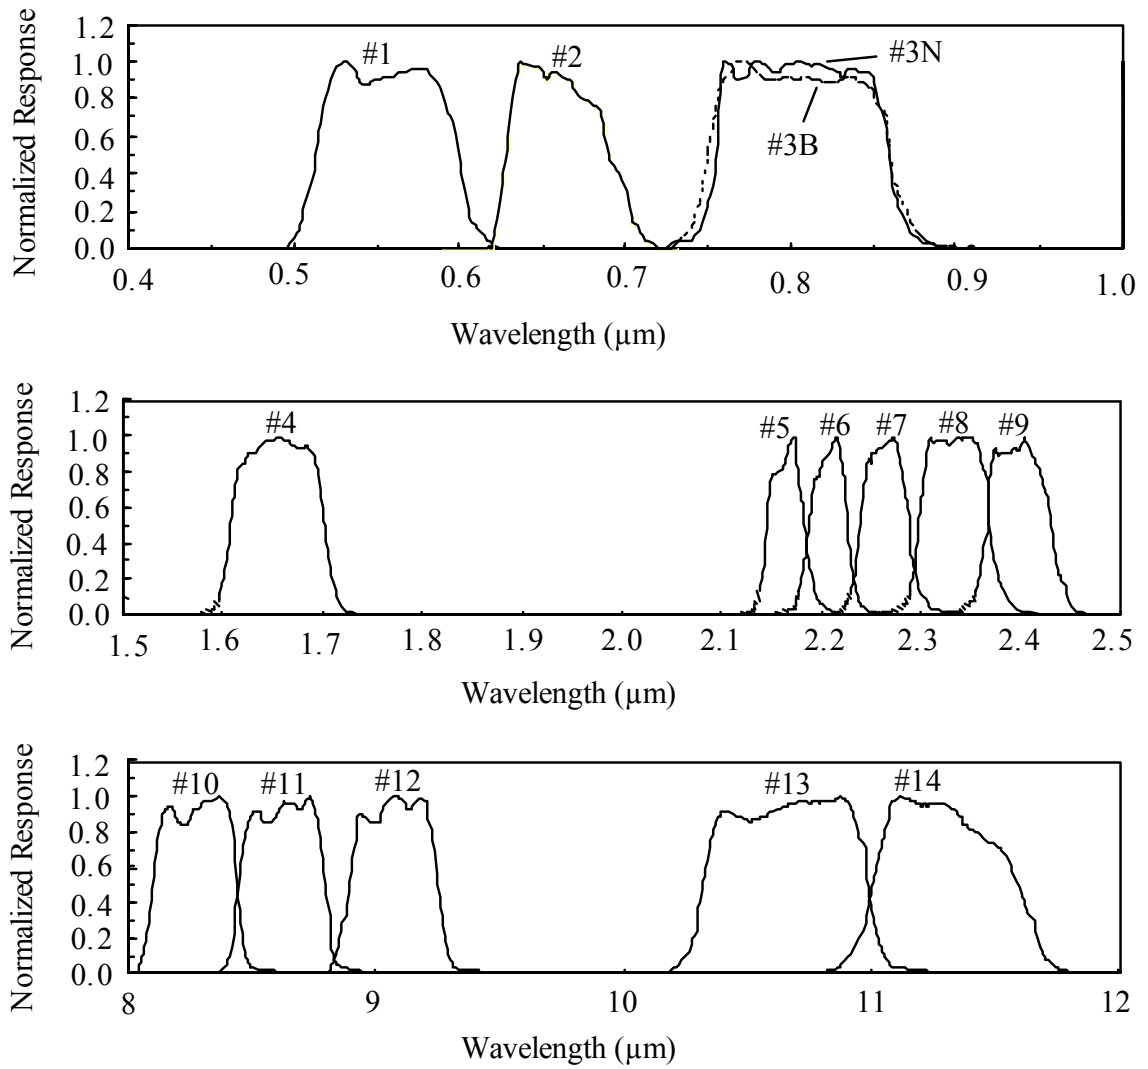 Normalized Response
1.2
1.0
0.8
0.6
0.4
0.2
0.0
#1
#2
#3N
#3B
0.4 0.5 0.6 0.7 0.8 0.9 1.0
Wavelength (µm)
Normalized Response
1.2
1.0
0.8
0.6
0.4
0.2
0.0
#4 #5 #6 #7 #8 #9
1.5 1.6 1.7 1.8 1.9 2.0 2.1 2.2 2.3 2.4 2.5
Wavelength (µm)
Normalized Response
1.2
1.0
0.8
0.6
0.4
0.2
0.0
#10 #11 #12 #13 #14
8 9 10 11 12
Wavelength (µm)